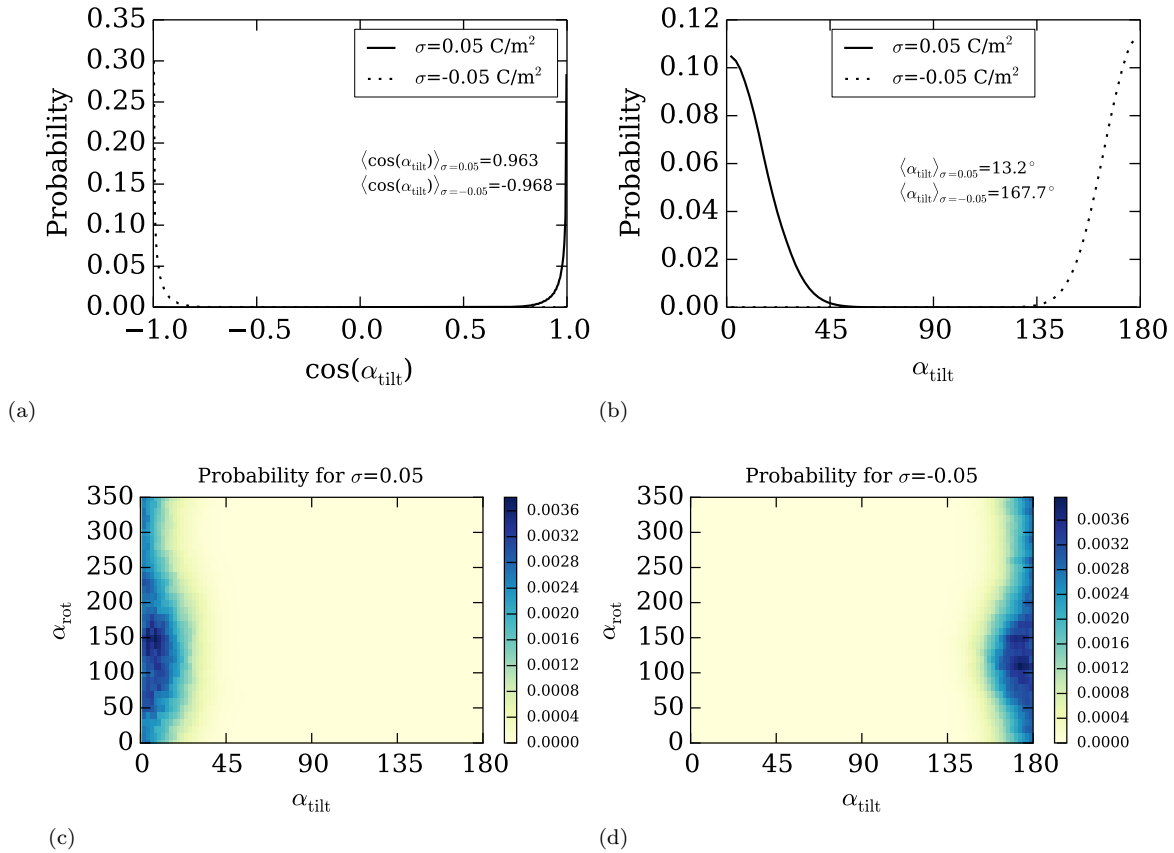 0.35
0.30
0.25
0.20
0.15
0.10
0.05
0.00
Probability
σ=0.05 C/m²
σ=-0.05 C/m²
⟨cos(α_tilt)⟩_σ=0.05=0.963
⟨cos(α_tilt)⟩_σ=−0.05=-0.968
−1.0 −0.5 0.0 0.5 1.0
cos(α_tilt)
(a)
0.12
0.10
0.08
0.06
0.04
0.02
0.00
Probability
σ=0.05 C/m²
σ=-0.05 C/m²
⟨α_tilt⟩_σ=0.05=13.2°
⟨α_tilt⟩_σ=−0.05=167.7°
0 45 90 135 180
α_tilt
(b)
Probability for σ=0.05
350
300
250
200
150
100
50
0
α_rot
0 45 90 135 180
α_tilt
0.0036
0.0032
0.0028
0.0024
0.0020
0.0016
0.0012
0.0008
0.0004
0.0000
(c)
Probability for σ=-0.05
350
300
250
200
150
100
50
0
α_rot
0 45 90 135 180
α_tilt
0.0036
0.0032
0.0028
0.0024
0.0020
0.0016
0.0012
0.0008
0.0004
0.0000
(d)